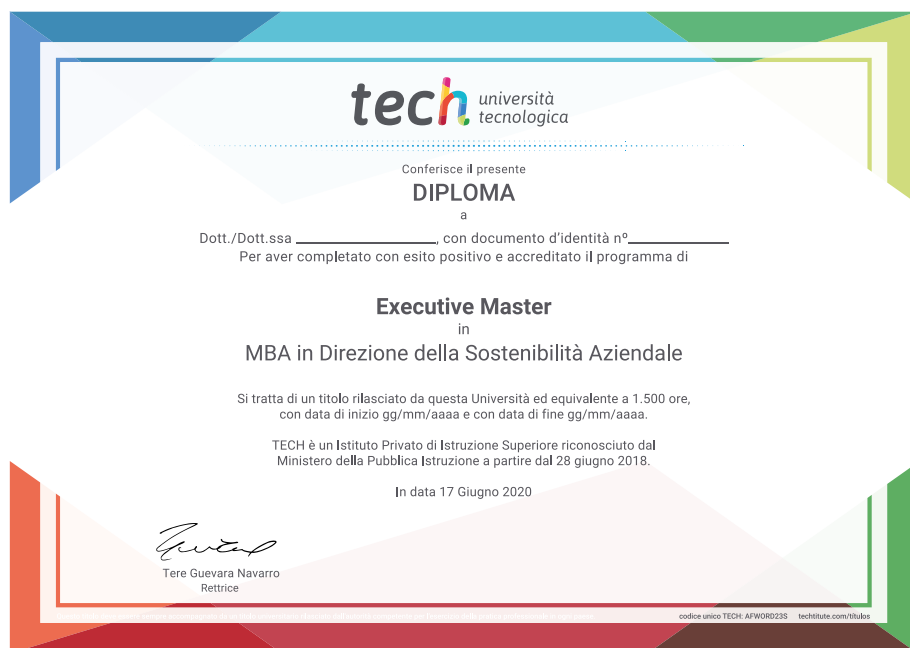 tech università
tecnologica
Conferisce il presente
DIPLOMA
a
Dott./Dott.ssa ________________, con documento d'identità nº____________
Per aver completato con esito positivo e accreditato il programma di
Executive Master
in
MBA in Direzione della Sostenibilità Aziendale
Si tratta di un titolo rilasciato da questa Università ed equivalente a 1.500 ore,
con data di inizio gg/mm/aaaa e con data di fine gg/mm/aaaa.
TECH è un Istituto Privato di Istruzione Superiore riconosciuto dal
Ministero della Pubblica Istruzione a partire dal 28 giugno 2018.
In data 17 Giugno 2020
Tere Guevara Navarro
Rettrice
codice unico TECH: AFWORD23S techtitute.com/titulos